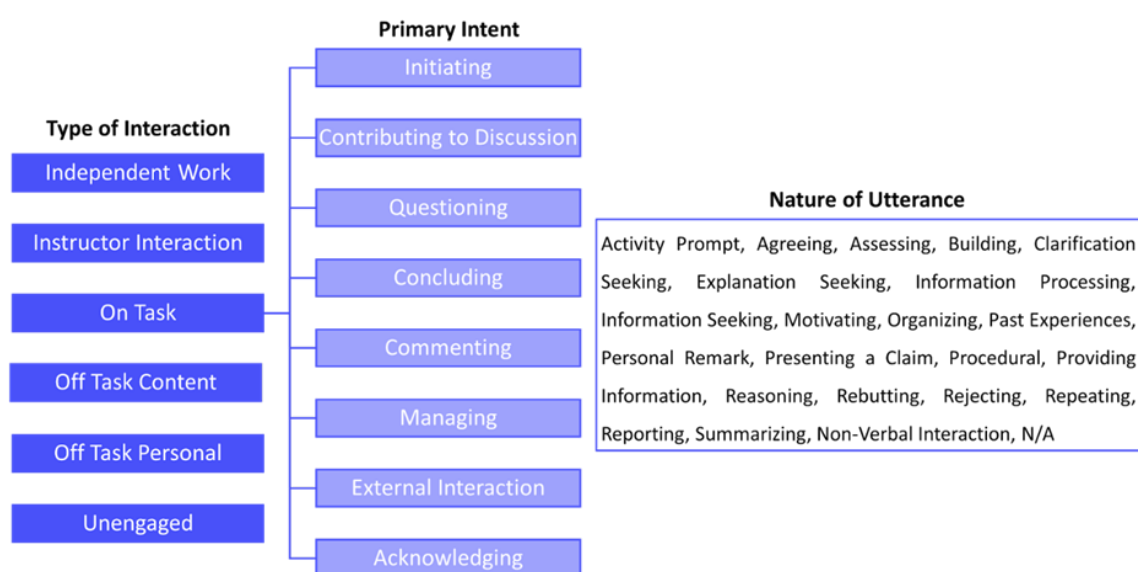 Type of Interaction
Independent Work
Instructor Interaction
On Task
Off Task Content
Off Task Personal
Unengaged
Primary Intent
Initiating
Contributing to Discussion
Questioning
Concluding
Commenting
Managing
External Interaction
Acknowledging
Nature of Utterance
Activity Prompt, Agreeing, Assessing, Building, Clarification
Seeking, Explanation Seeking, Information Processing,
Information Seeking, Motivating, Organizing, Past Experiences,
Personal Remark, Presenting a Claim, Procedural, Providing
Information, Reasoning, Rebutting, Rejecting, Repeating,
Reporting, Summarizing, Non-Verbal Interaction, N/A